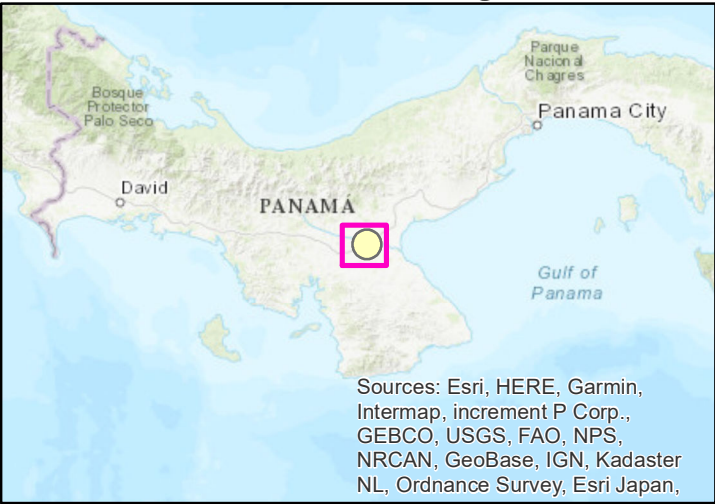 Parque
Nacional
Chagres
Bosque
Protector
Palo Seco
Panama City
David
PANAMÁ
Gulf of
Panama
Sources: Esri, HERE, Garmin,
Intermap, increment P Corp.,
GEBCO, USGS, FAO, NPS,
NRCAN, GeoBase, IGN, Kadaster
NL, Ordnance Survey, Esri Japan,